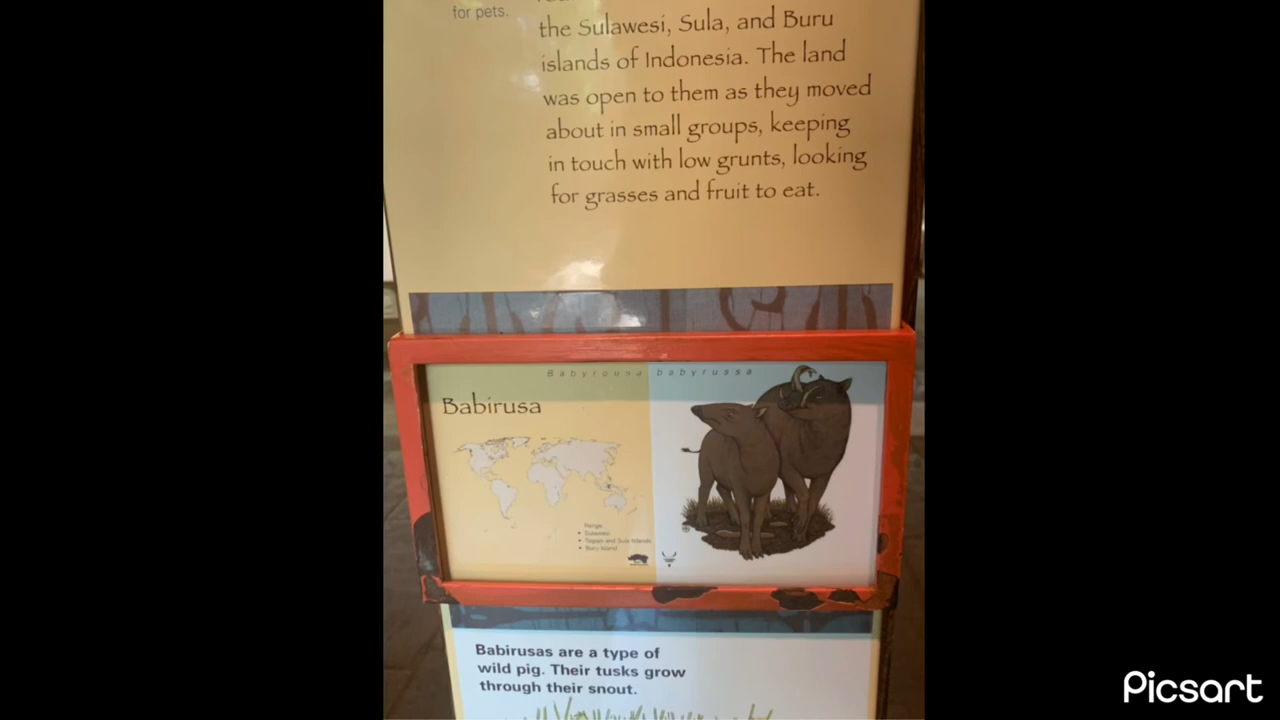 for pets.
the Sulawesi, Sula, and Buru
islands of Indonesia. The land
was open to them as they moved
about in small groups, keeping
in touch with low grunts, looking
for grasses and fruit to eat.
Babyrousa babyrussa
Babirusa
Range
• Sulawesi
• Togian and Sula Islands
• Buru Island
Babirusas are a type of
wild pig. Their tusks grow
through their snout.
Picsart